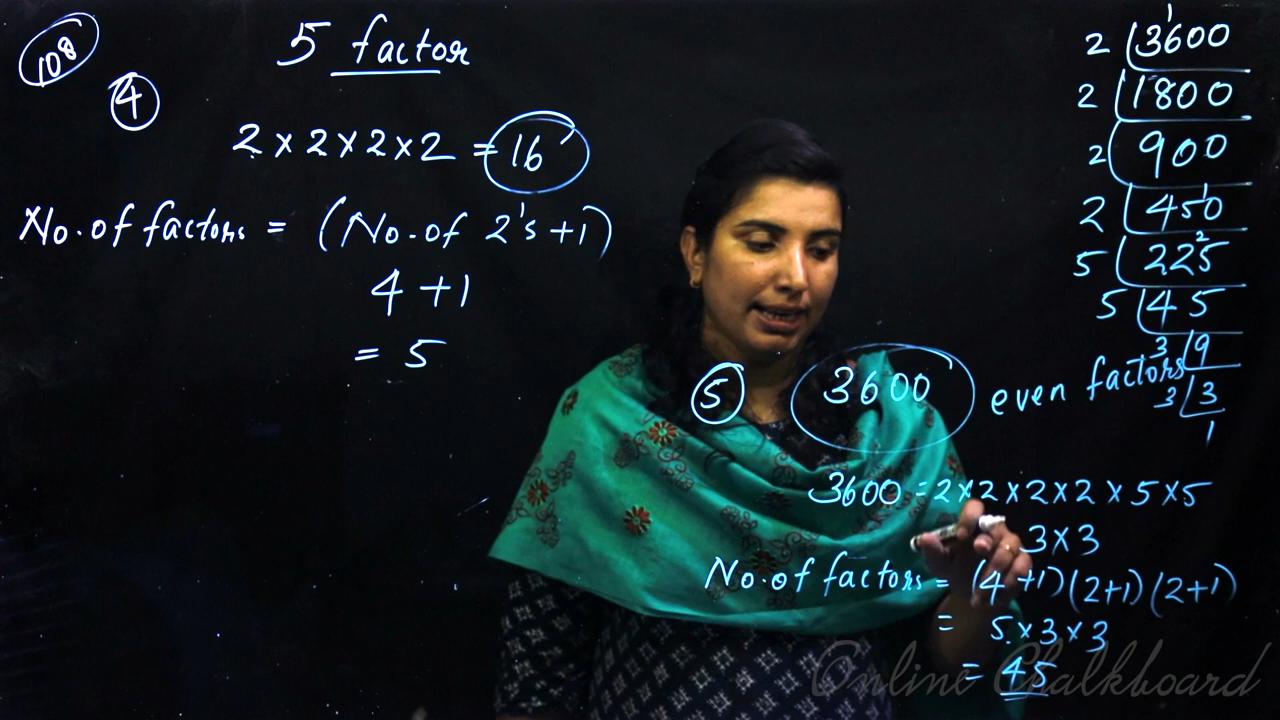 108
5 factor
4
2 × 2 × 2 × 2 = 16
No. of factors = (No. of 2's + 1)
4 + 1
= 5
2 3600
2 1800
2 900
2 450
5 225
5 45
3 9
3 3
1
5 3600 even factors
3600 = 2 × 2 × 2 × 2 × 5 × 5
3 × 3
No. of factors = (4 + 1) (2 + 1) (2 + 1)
= 5 × 3 × 3
= 45
Online Chalkboard